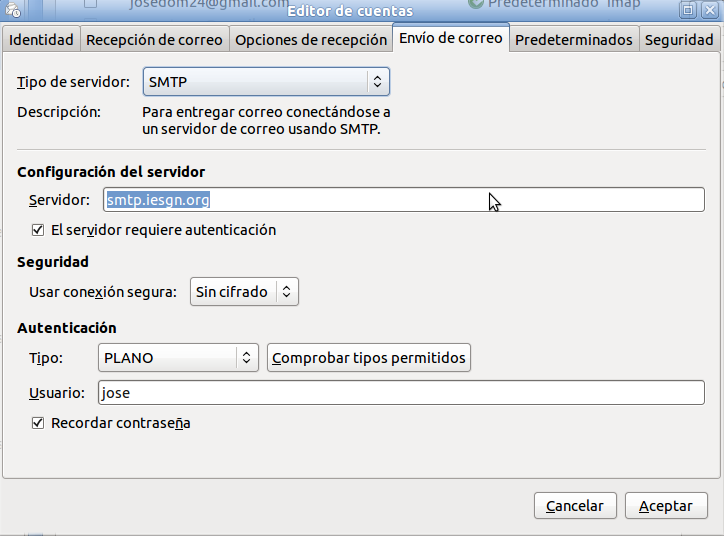 josedom24@gmail.com Predeterminado imap
Editor de cuentas
Identidad Recepción de correo Opciones de recepción Envío de correo Predeterminados Seguridad
Tipo de servidor: SMTP
Descripción: Para entregar correo conectándose a
un servidor de correo usando SMTP.
Configuración del servidor
Servidor: smtp.iesgn.org
El servidor requiere autenticación
Seguridad
Usar conexión segura: Sin cifrado
Autenticación
Tipo: PLANO Comprobar tipos permitidos
Usuario: jose
Recordar contraseña
Cancelar Aceptar